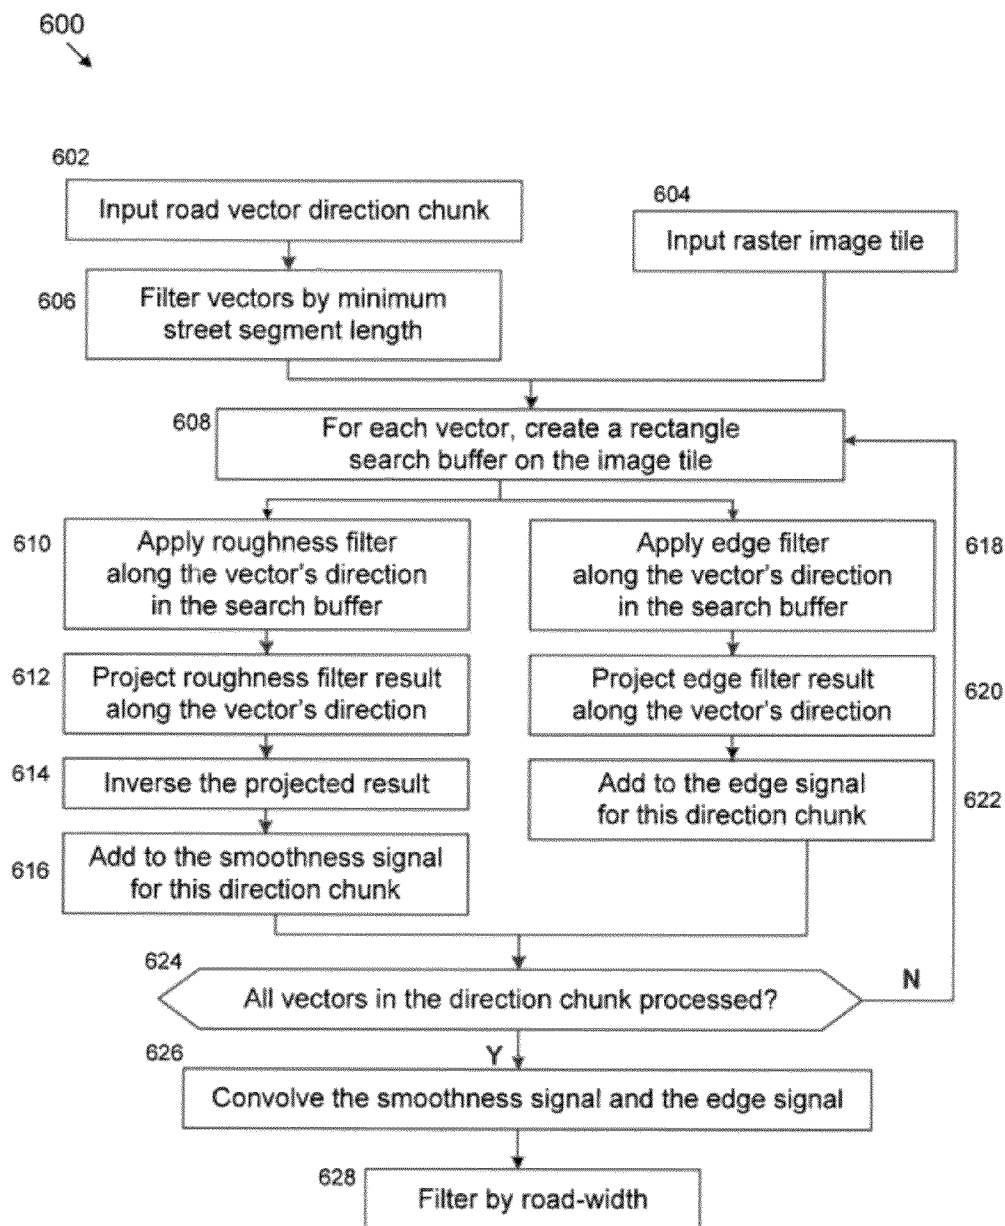 600
602
Input road vector direction chunk
604
Input raster image tile
606
Filter vectors by minimum
street segment length
608
For each vector, create a rectangle
search buffer on the image tile
610
Apply roughness filter
along the vector's direction
in the search buffer
618
Apply edge filter
along the vector's direction
in the search buffer
612
Project roughness filter result
along the vector's direction
620
Project edge filter result
along the vector's direction
614
Inverse the projected result
622
Add to the edge signal
for this direction chunk
616
Add to the smoothness signal
for this direction chunk
624
All vectors in the direction chunk processed?
N
Y
626
Convolve the smoothness signal and the edge signal
628
Filter by road-width